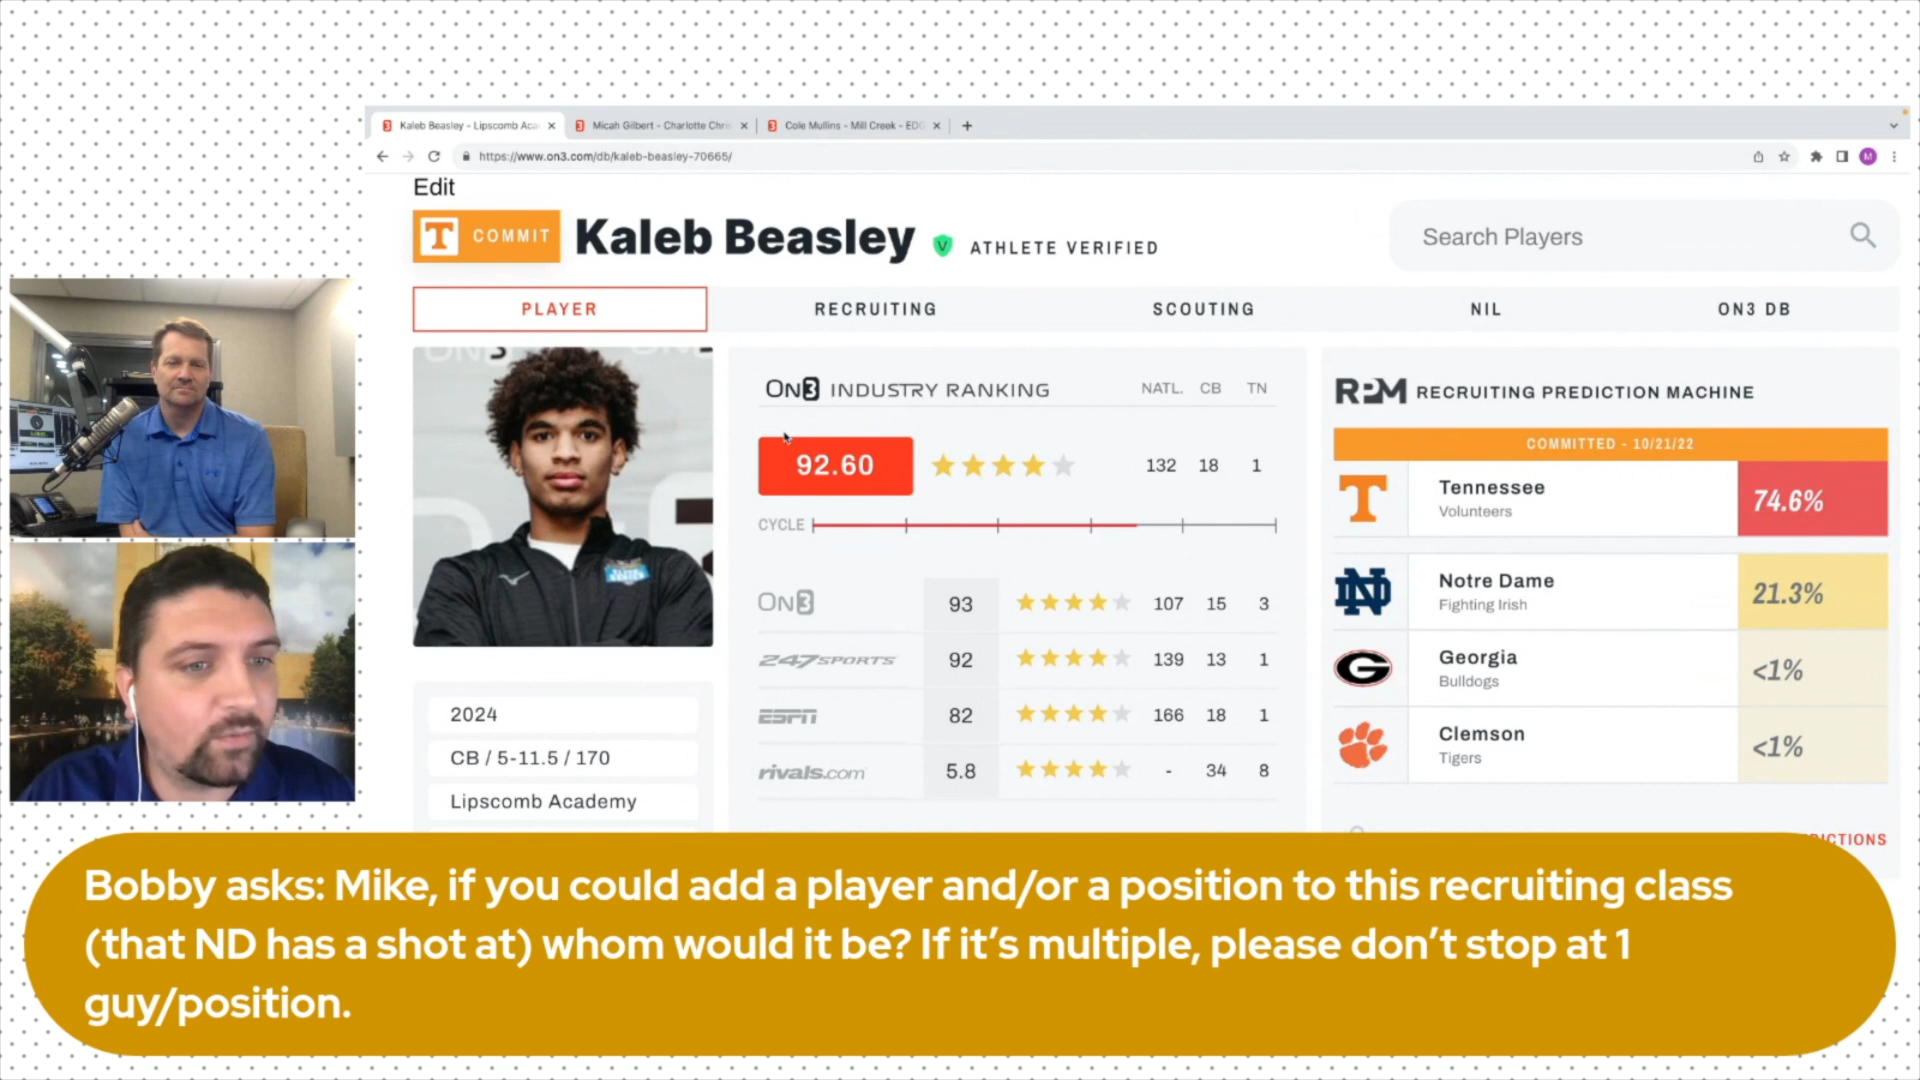 Kaleb Beasley - Lipscomb Aca
Micah Gilbert - Charlotte Chris
Cole Mullins - Mill Creek - EDG
https://www.on3.com/db/kaleb-beasley-70665/
M
Edit
T COMMIT Kaleb Beasley V ATHLETE VERIFIED
Search Players
PLAYER RECRUITING SCOUTING NIL ON3 DB
ON3 INDUSTRY RANKING NATL. CB TN
92.60 132 18 1
CYCLE
ON3 93 107 15 3
247SPORTS 92 139 13 1
ESPN 82 166 18 1
rivals.com 5.8 - 34 8
2024
CB / 5-11.5 / 170
Lipscomb Academy
RPM RECRUITING PREDICTION MACHINE
COMMITTED - 10/21/22
T Tennessee 74.6%
Volunteers
ND Notre Dame 21.3%
Fighting Irish
G Georgia <1%
Bulldogs
Clemson <1%
Tigers
ICTIONS
Bobby asks: Mike, if you could add a player and/or a position to this recruiting class
(that ND has a shot at) whom would it be? If it’s multiple, please don’t stop at 1
guy/position.